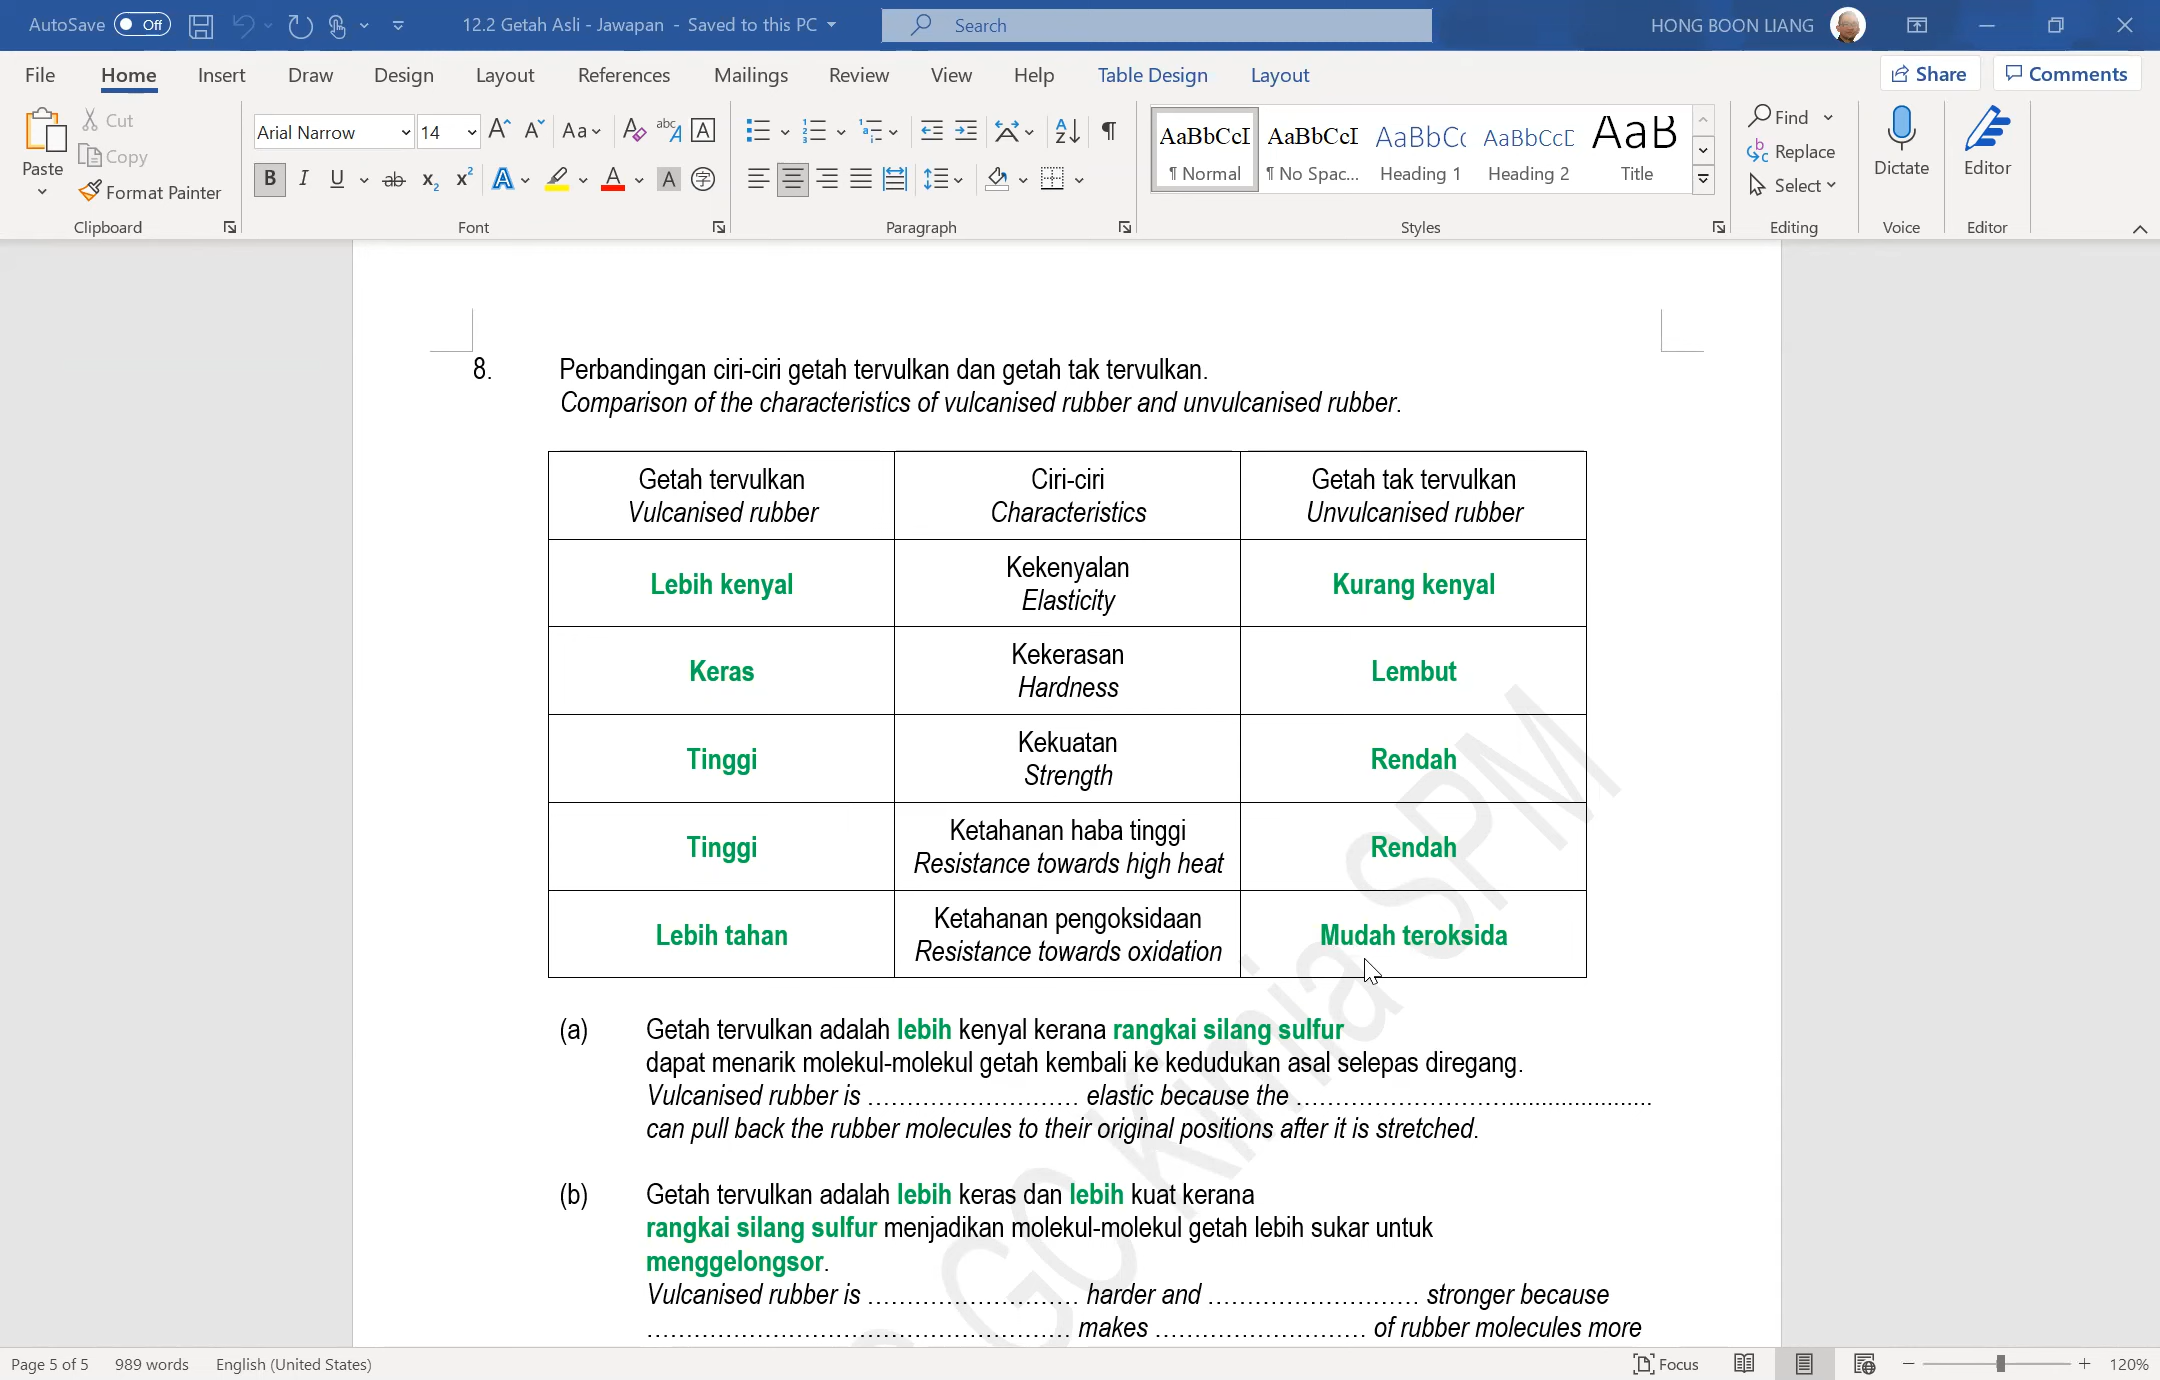 AutoSave Off 12.2 Getah Asli - Jawapan - Saved to this PC Search HONG BOON LIANG
File Home Insert Draw Design Layout References Mailings Review View Help Table Design Layout Share Comments
Paste Cut Copy Format Painter
Clipboard
Arial Narrow 14
Font
Paragraph
AaBbCcI AaBbCcI AaBbCc AaBbCcD AaB
¶ Normal ¶ No Spac... Heading 1 Heading 2 Title
Styles
Find Replace Select
Editing
Dictate
Voice
Editor
Editor
8. Perbandingan ciri-ciri getah tervulkan dan getah tak tervulkan.
Comparison of the characteristics of vulcanised rubber and unvulcanised rubber.
Getah tervulkan Ciri-ciri Getah tak tervulkan
Vulcanised rubber Characteristics Unvulcanised rubber
Lebih kenyal Kekenyalan Kurang kenyal
Elasticity
Keras Kekerasan Lembut
Hardness
Tinggi Kekuatan Rendah
Strength
Tinggi Ketahanan haba tinggi Rendah
Resistance towards high heat
Lebih tahan Ketahanan pengoksidaan Mudah teroksida
Resistance towards oxidation
(a) Getah tervulkan adalah lebih kenyal kerana rangkai silang sulfur
dapat menarik molekul-molekul getah kembali ke kedudukan asal selepas diregang.
Vulcanised rubber is ……………………… elastic because the ……………………….....................
can pull back the rubber molecules to their original positions after it is stretched.
(b) Getah tervulkan adalah lebih keras dan lebih kuat kerana
rangkai silang sulfur menjadikan molekul-molekul getah lebih sukar untuk
menggelongsor.
Vulcanised rubber is ……………………… harder and ……………………… stronger because
……………………………………………… makes ……………………… of rubber molecules more
GC Kimia SPM
Page 5 of 5 989 words English (United States) Focus 120%